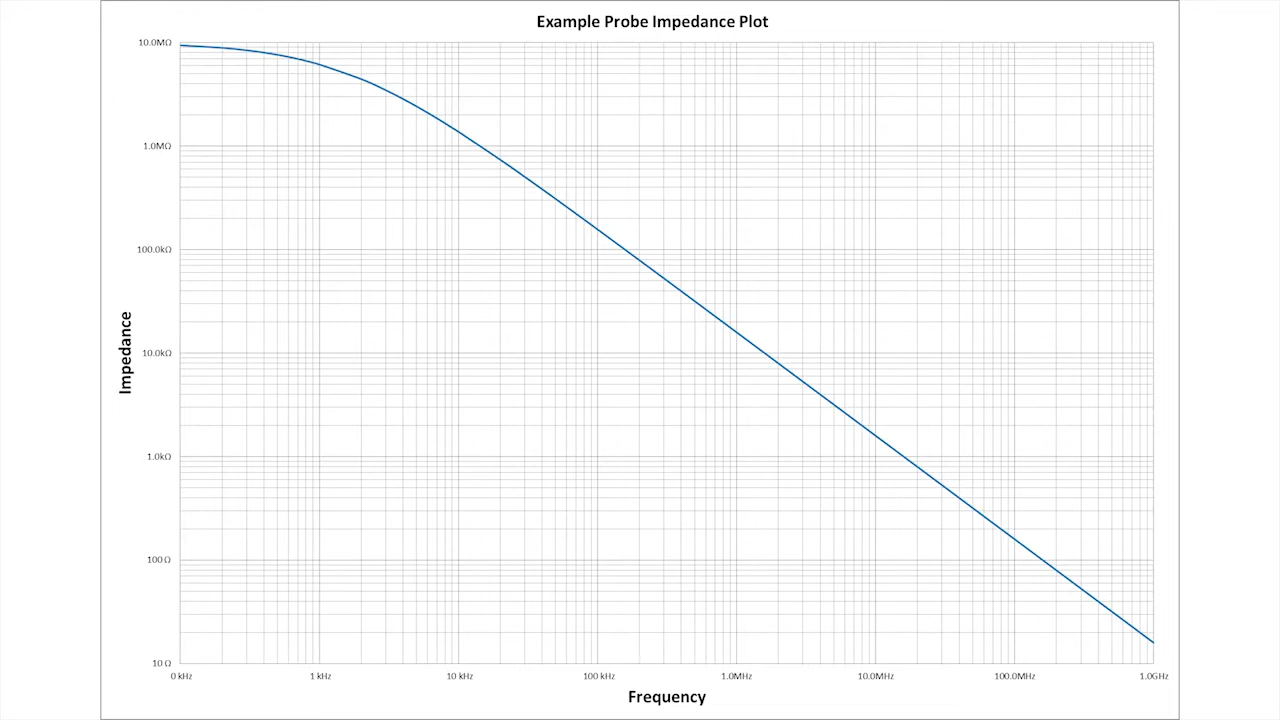 Example Probe Impedance Plot
10.0MΩ
1.0MΩ
100.0kΩ
10.0kΩ
1.0kΩ
100 Ω
10 Ω
Impedance
0 kHz
1 kHz
10 kHz
100 kHz
1.0MHz
10.0MHz
100.0MHz
1.0GHz
Frequency